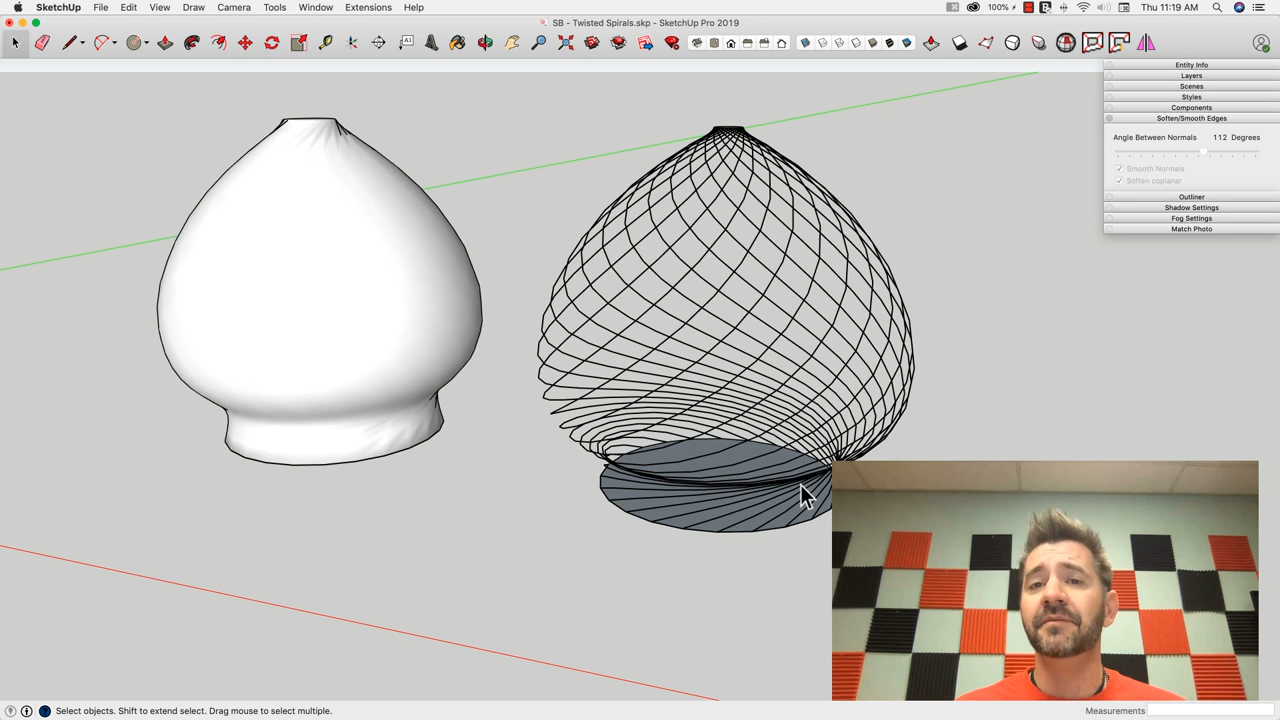 SketchUp File Edit View Draw Camera Tools Window Extensions Help 100% Thu 11:19 AM
SB - Twisted Spirals.skp - SketchUp Pro 2019
Entity Info
Layers
Scenes
Styles
Components
Soften/Smooth Edges
Angle Between Normals 112 Degrees
Smooth Normals
Soften coplanar
Outliner
Shadow Settings
Fog Settings
Match Photo
Select objects. Shift to extend select. Drag mouse to select multiple. Measurements